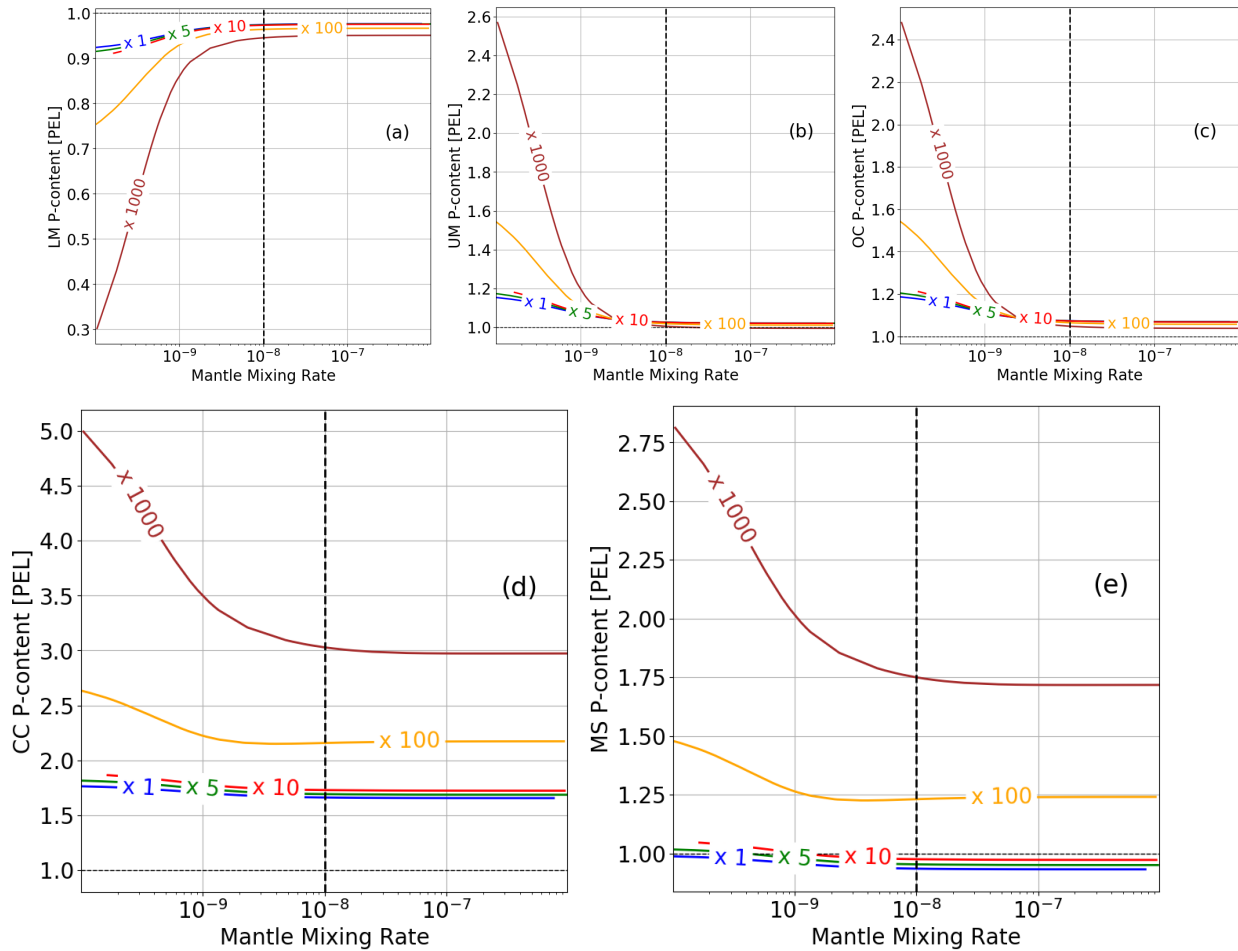 1.0
0.9
0.8
0.7
0.6
0.5
0.4
0.3
LM P-content [PEL]
x 1
x 5
x 10
x 100
x 1000
(a)
10⁻⁹
10⁻⁸
10⁻⁷
Mantle Mixing Rate
2.6
2.4
2.2
2.0
1.8
1.6
1.4
1.2
1.0
UM P-content [PEL]
x 1000
(b)
x 1
x 5
x 10
x 100
10⁻⁹
10⁻⁸
10⁻⁷
Mantle Mixing Rate
2.4
2.2
2.0
1.8
1.6
1.4
1.2
1.0
OC P-content [PEL]
x 1000
(c)
x 1
x 5
x 10
x 100
10⁻⁹
10⁻⁸
10⁻⁷
Mantle Mixing Rate
5.0
4.5
4.0
3.5
3.0
2.5
2.0
1.5
1.0
CC P-content [PEL]
x 1000
(d)
x 100
x 1
x 5
x 10
10⁻⁹
10⁻⁸
10⁻⁷
Mantle Mixing Rate
2.75
2.50
2.25
2.00
1.75
1.50
1.25
1.00
MS P-content [PEL]
x 1000
(e)
x 100
x 1
x 5
x 10
10⁻⁹
10⁻⁸
10⁻⁷
Mantle Mixing Rate